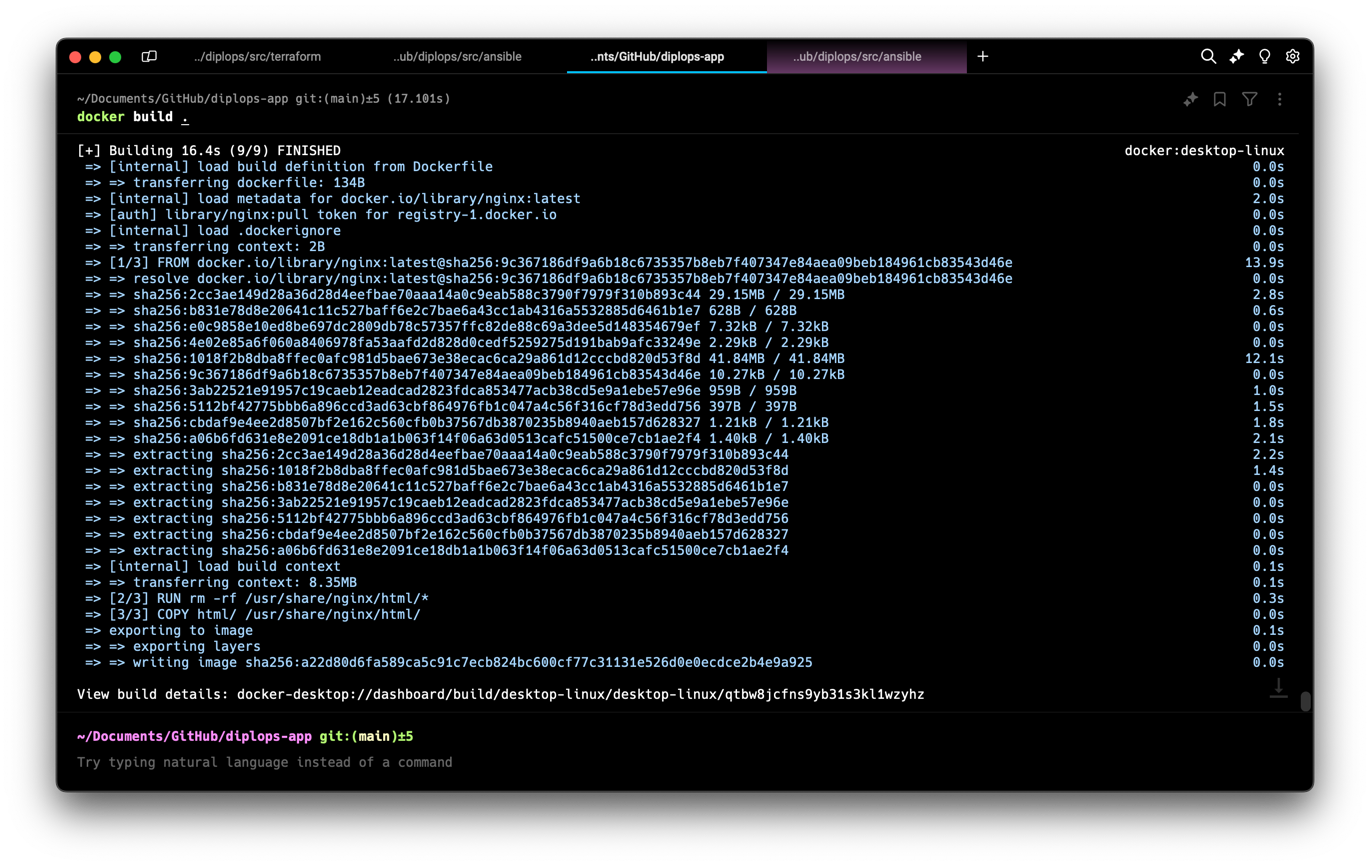 ../diplops/src/terraform
..ub/diplops/src/ansible
..nts/GitHub/diplops-app
..ub/diplops/src/ansible
~/Documents/GitHub/diplops-app git:(main)±5 (17.101s)
docker build .
[+] Building 16.4s (9/9) FINISHED docker:desktop-linux
=> [internal] load build definition from Dockerfile 0.0s
=> => transferring dockerfile: 134B 0.0s
=> [internal] load metadata for docker.io/library/nginx:latest 2.0s
=> [auth] library/nginx:pull token for registry-1.docker.io 0.0s
=> [internal] load .dockerignore 0.0s
=> => transferring context: 2B 0.0s
=> [1/3] FROM docker.io/library/nginx:latest@sha256:9c367186df9a6b18c6735357b8eb7f407347e84aea09beb184961cb83543d46e 13.9s
=> => resolve docker.io/library/nginx:latest@sha256:9c367186df9a6b18c6735357b8eb7f407347e84aea09beb184961cb83543d46e 0.0s
=> => sha256:2cc3ae149d28a36d28d4eefbae70aaa14a0c9eab588c3790f7979f310b893c44 29.15MB / 29.15MB 2.8s
=> => sha256:b831e78d8e20641c11c527baff6e2c7bae6a43cc1ab4316a5532885d6461b1e7 628B / 628B 0.6s
=> => sha256:e0c9858e10ed8be697dc2809db78c57357ffc82de88c69a3dee5d148354679ef 7.32kB / 7.32kB 0.0s
=> => sha256:4e02e85a6f060a8406978fa53aafd2d828d0cedf5259275d191bab9afc33249e 2.29kB / 2.29kB 0.0s
=> => sha256:1018f2b8dba8ffec0afc981d5bae673e38ecac6ca29a861d12cccbd820d53f8d 41.84MB / 41.84MB 12.1s
=> => sha256:9c367186df9a6b18c6735357b8eb7f407347e84aea09beb184961cb83543d46e 10.27kB / 10.27kB 0.0s
=> => sha256:3ab22521e91957c19caeb12eadcad2823fdca853477acb38cd5e9a1ebe57e96e 959B / 959B 1.0s
=> => sha256:5112bf42775bbb6a896ccd3ad63cbf864976fb1c047a4c56f316cf78d3edd756 397B / 397B 1.5s
=> => sha256:cbdaf9e4ee2d8507bf2e162c560cfb0b37567db3870235b8940aeb157d628327 1.21kB / 1.21kB 1.8s
=> => sha256:a06b6fd631e8e2091ce18db1a1b063f14f06a63d0513cafc51500ce7cb1ae2f4 1.40kB / 1.40kB 2.1s
=> => extracting sha256:2cc3ae149d28a36d28d4eefbae70aaa14a0c9eab588c3790f7979f310b893c44 2.2s
=> => extracting sha256:1018f2b8dba8ffec0afc981d5bae673e38ecac6ca29a861d12cccbd820d53f8d 1.4s
=> => extracting sha256:b831e78d8e20641c11c527baff6e2c7bae6a43cc1ab4316a5532885d6461b1e7 0.0s
=> => extracting sha256:3ab22521e91957c19caeb12eadcad2823fdca853477acb38cd5e9a1ebe57e96e 0.0s
=> => extracting sha256:5112bf42775bbb6a896ccd3ad63cbf864976fb1c047a4c56f316cf78d3edd756 0.0s
=> => extracting sha256:cbdaf9e4ee2d8507bf2e162c560cfb0b37567db3870235b8940aeb157d628327 0.0s
=> => extracting sha256:a06b6fd631e8e2091ce18db1a1b063f14f06a63d0513cafc51500ce7cb1ae2f4 0.0s
=> [internal] load build context 0.1s
=> => transferring context: 8.35MB 0.1s
=> [2/3] RUN rm -rf /usr/share/nginx/html/* 0.3s
=> [3/3] COPY html/ /usr/share/nginx/html/ 0.0s
=> exporting to image 0.1s
=> => exporting layers 0.0s
=> => writing image sha256:a22d80d6fa589ca5c91c7ecb824bc600cf77c31131e526d0e0ecdce2b4e9a925 0.0s
View build details: docker-desktop://dashboard/build/desktop-linux/desktop-linux/qtbw8jcfns9yb31s3kl1wzyhz
~/Documents/GitHub/diplops-app git:(main)±5
Try typing natural language instead of a command